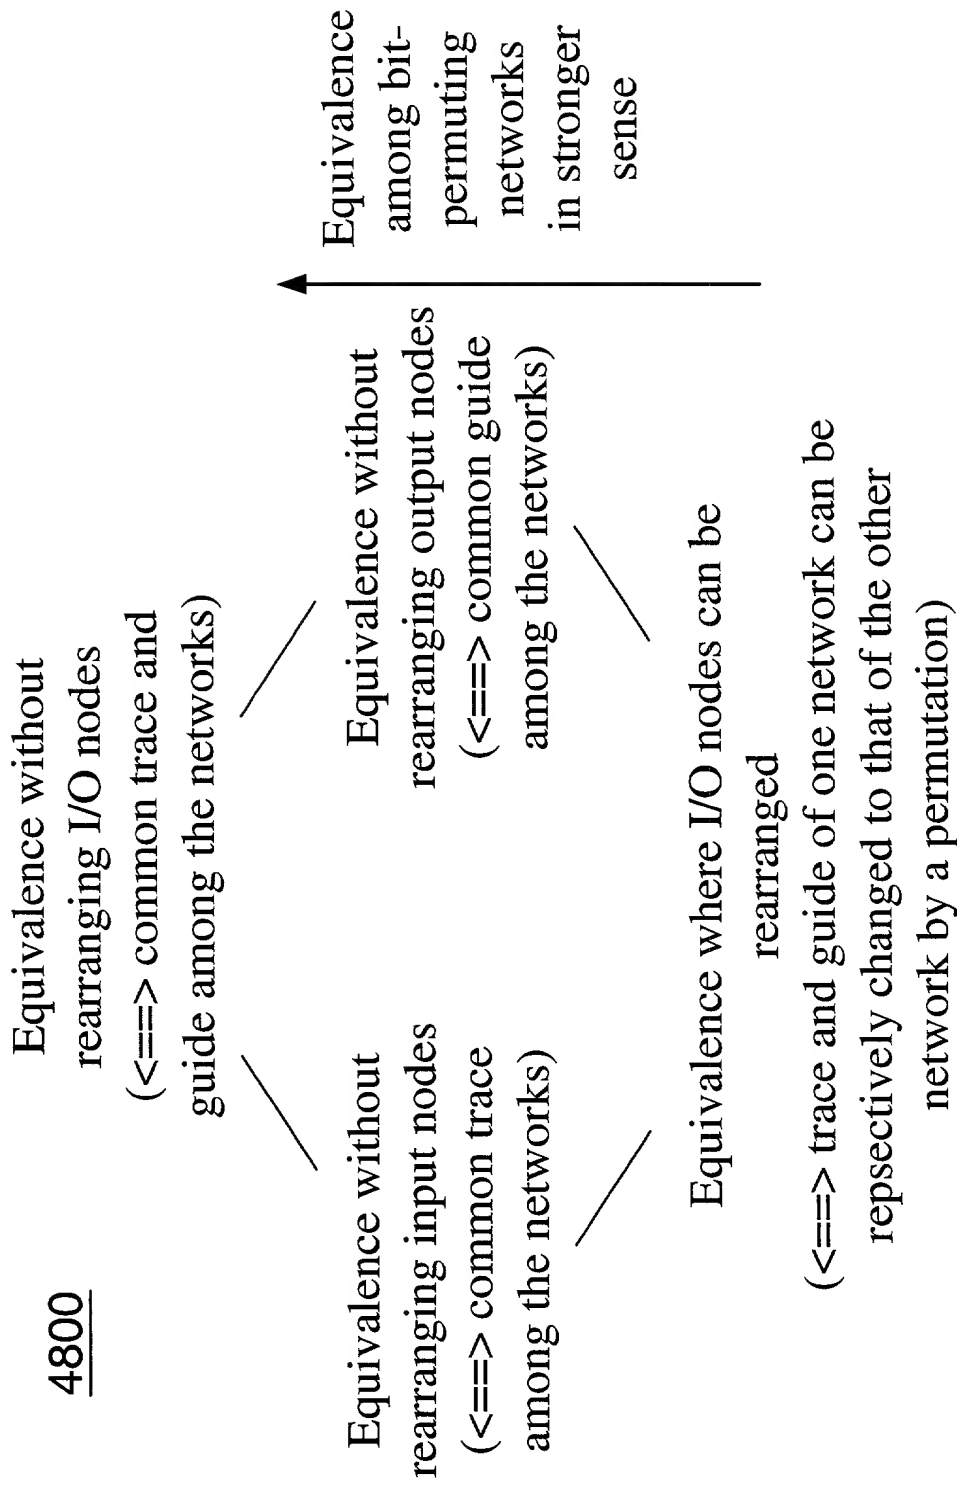 4800
Equivalence without
rearranging I/O nodes
(<==> common trace and
guide among the networks)
Equivalence without
rearranging input nodes
(<==> common trace
among the networks)
Equivalence without
rearranging output nodes
(<==> common guide
among the networks)
Equivalence
among bit-
permuting
networks
in stronger
sense
Equivalence where I/O nodes can be
rearranged
(<==> trace and guide of one network can be
repsectively changed to that of the other
network by a permutation)